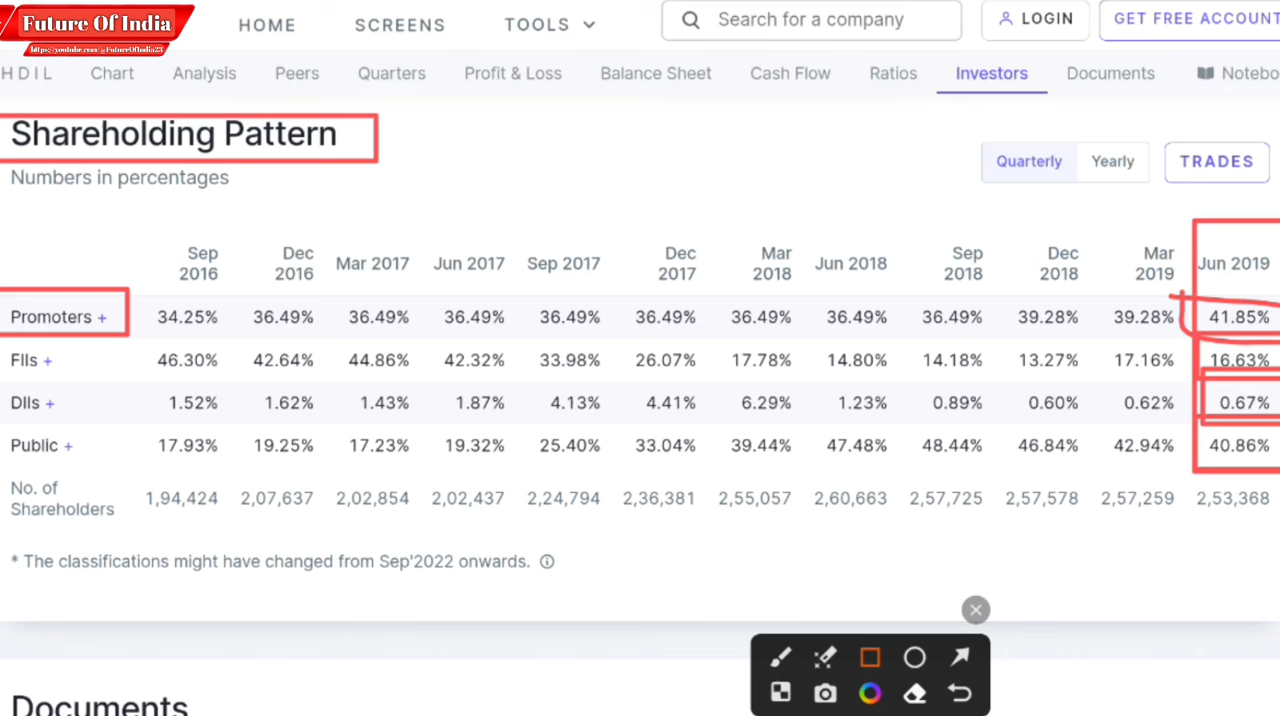 Future Of India
https://youtube.com/@FutureOfIndia23
HOME SCREENS TOOLS Search for a company LOGIN GET FREE ACCOUNT
H D I L Chart Analysis Peers Quarters Profit & Loss Balance Sheet Cash Flow Ratios Investors Documents Notebo
Shareholding Pattern
Numbers in percentages
Quarterly Yearly TRADES
Sep 2016 Dec 2016 Mar 2017 Jun 2017 Sep 2017 Dec 2017 Mar 2018 Jun 2018 Sep 2018 Dec 2018 Mar 2019 Jun 2019
Promoters + 34.25% 36.49% 36.49% 36.49% 36.49% 36.49% 36.49% 36.49% 36.49% 39.28% 39.28% 41.85%
FIIs + 46.30% 42.64% 44.86% 42.32% 33.98% 26.07% 17.78% 14.80% 14.18% 13.27% 17.16% 16.63%
DIIs + 1.52% 1.62% 1.43% 1.87% 4.13% 4.41% 6.29% 1.23% 0.89% 0.60% 0.62% 0.67%
Public + 17.93% 19.25% 17.23% 19.32% 25.40% 33.04% 39.44% 47.48% 48.44% 46.84% 42.94% 40.86%
No. of Shareholders 1,94,424 2,07,637 2,02,854 2,02,437 2,24,794 2,36,381 2,55,057 2,60,663 2,57,725 2,57,578 2,57,259 2,53,368
* The classifications might have changed from Sep'2022 onwards.
Documents